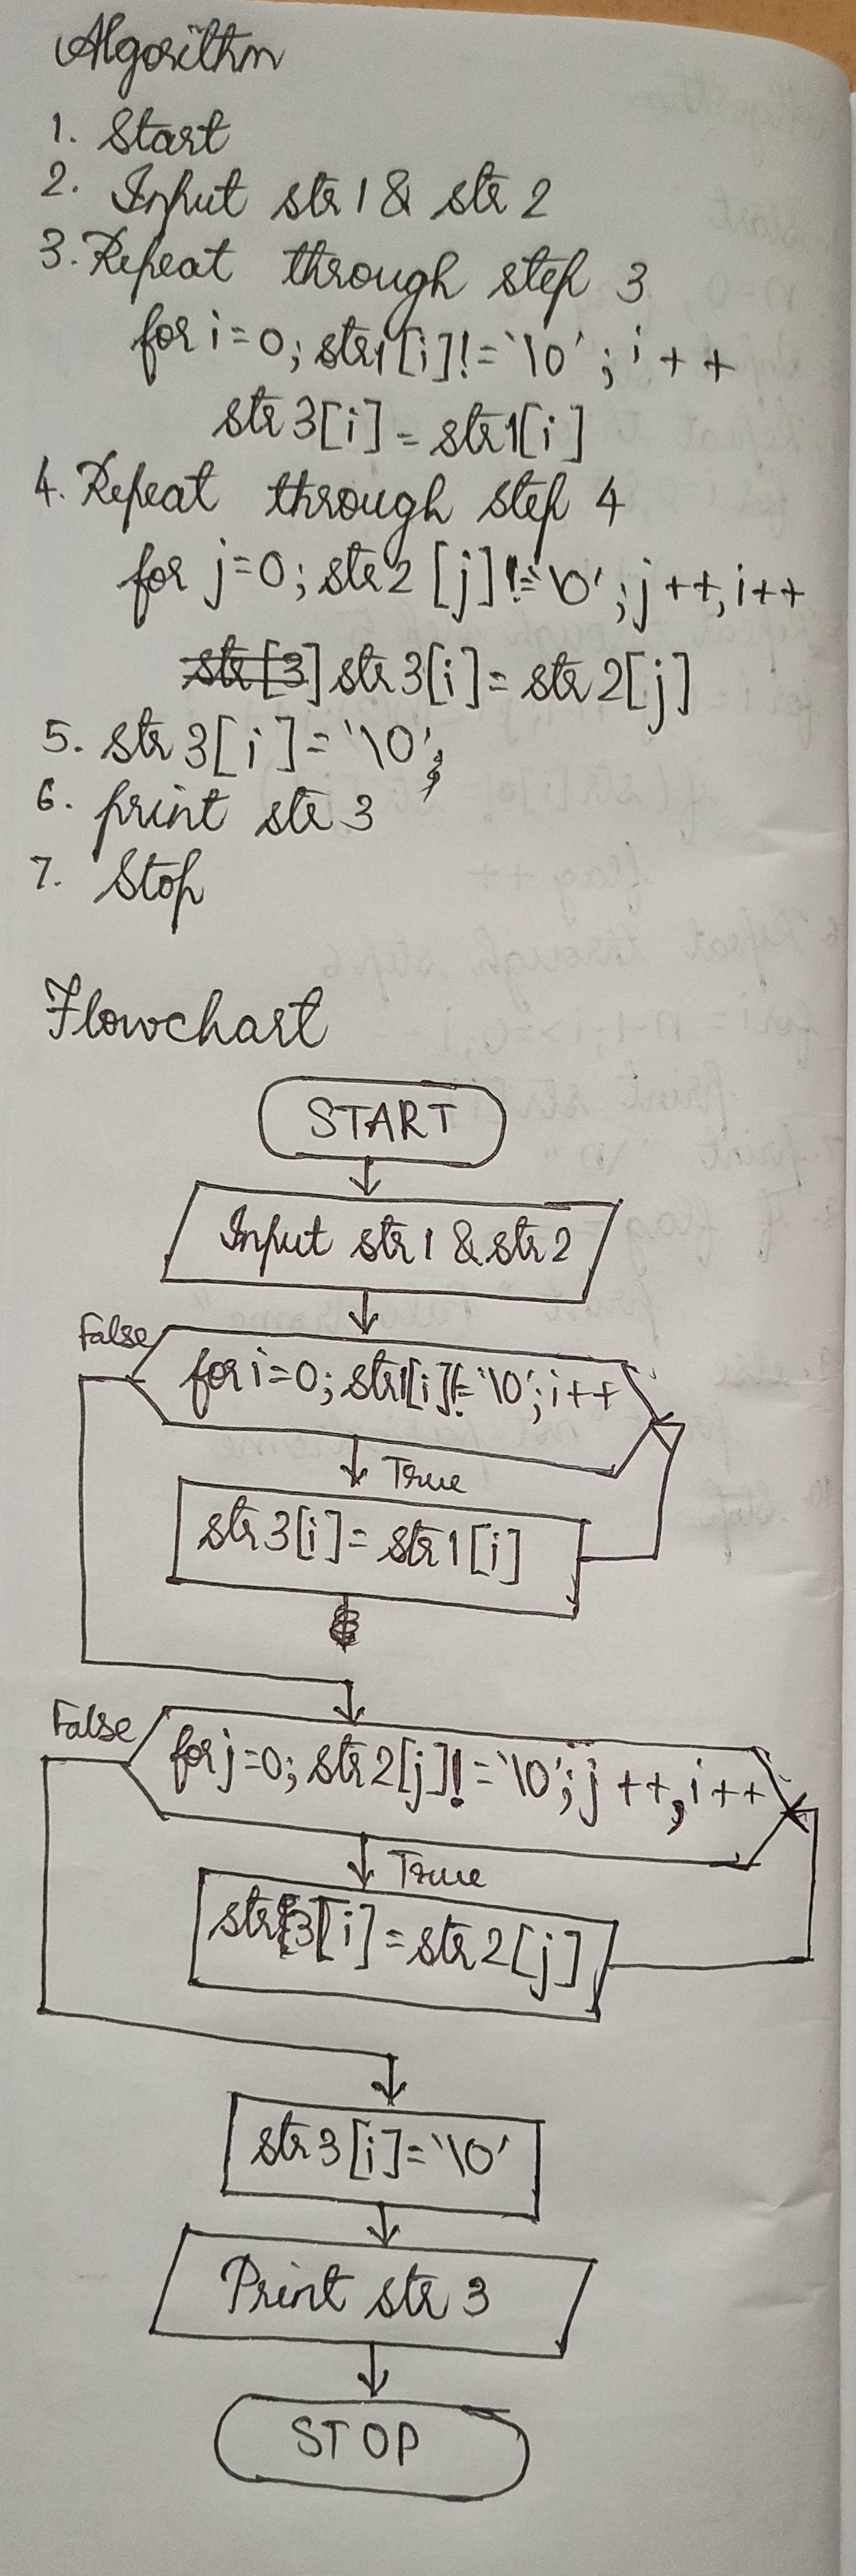 Algorithm
1. Start
2. Input str1 & str2
3. Repeat through step 3
for i=0; str1[i]!='\0'; i++
str3[i]=str1[i]
4. Repeat through step 4
for j=0; str2[j]!='\0'; j++, i++
str[3] str3[i]=str2[j]
5. str3[i]='\0';
6. print str3
7. Stop
Flowchart
START
Input str1 & str2
False
for i=0; str1[i]!='\0'; i++
True
str3[i]=str1[i]
False
for j=0; str2[j]!='\0'; j++, i++
True
str3[i]=str2[j]
str3[i]='\0'
Print str3
STOP